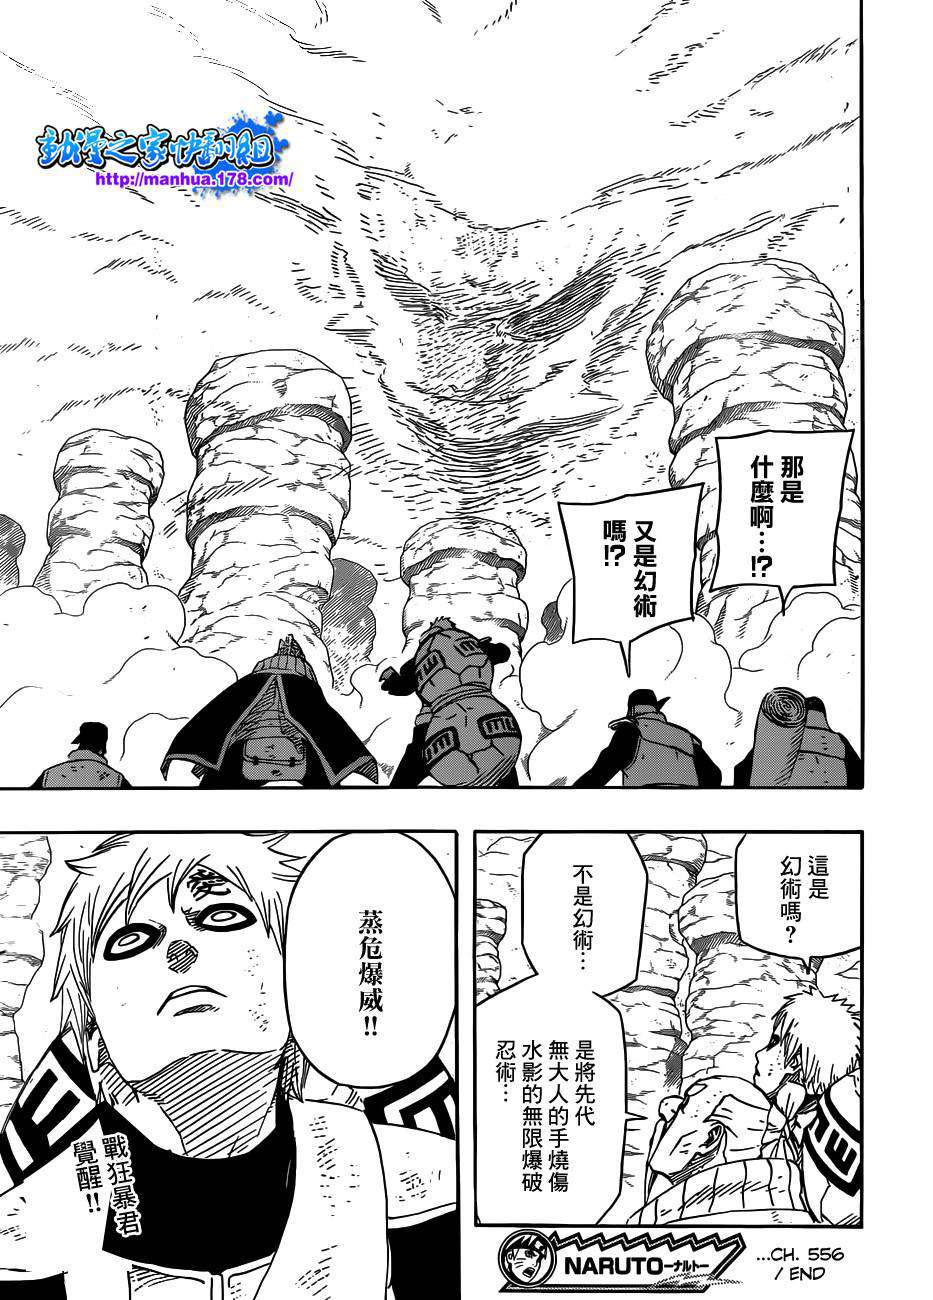 動漫之家快翻組
http://manhua.178.com/
那是
什麼啊…!?
又是幻術
嗎!?
這是
幻術嗎?
不是幻術…
是將先代
無大人的手燒傷
水影的無限爆破
忍術…
蒸危爆威!!
愛
戰狂暴君
覺醒!!
NARUTO—ナルト—
...CH. 556
/ END